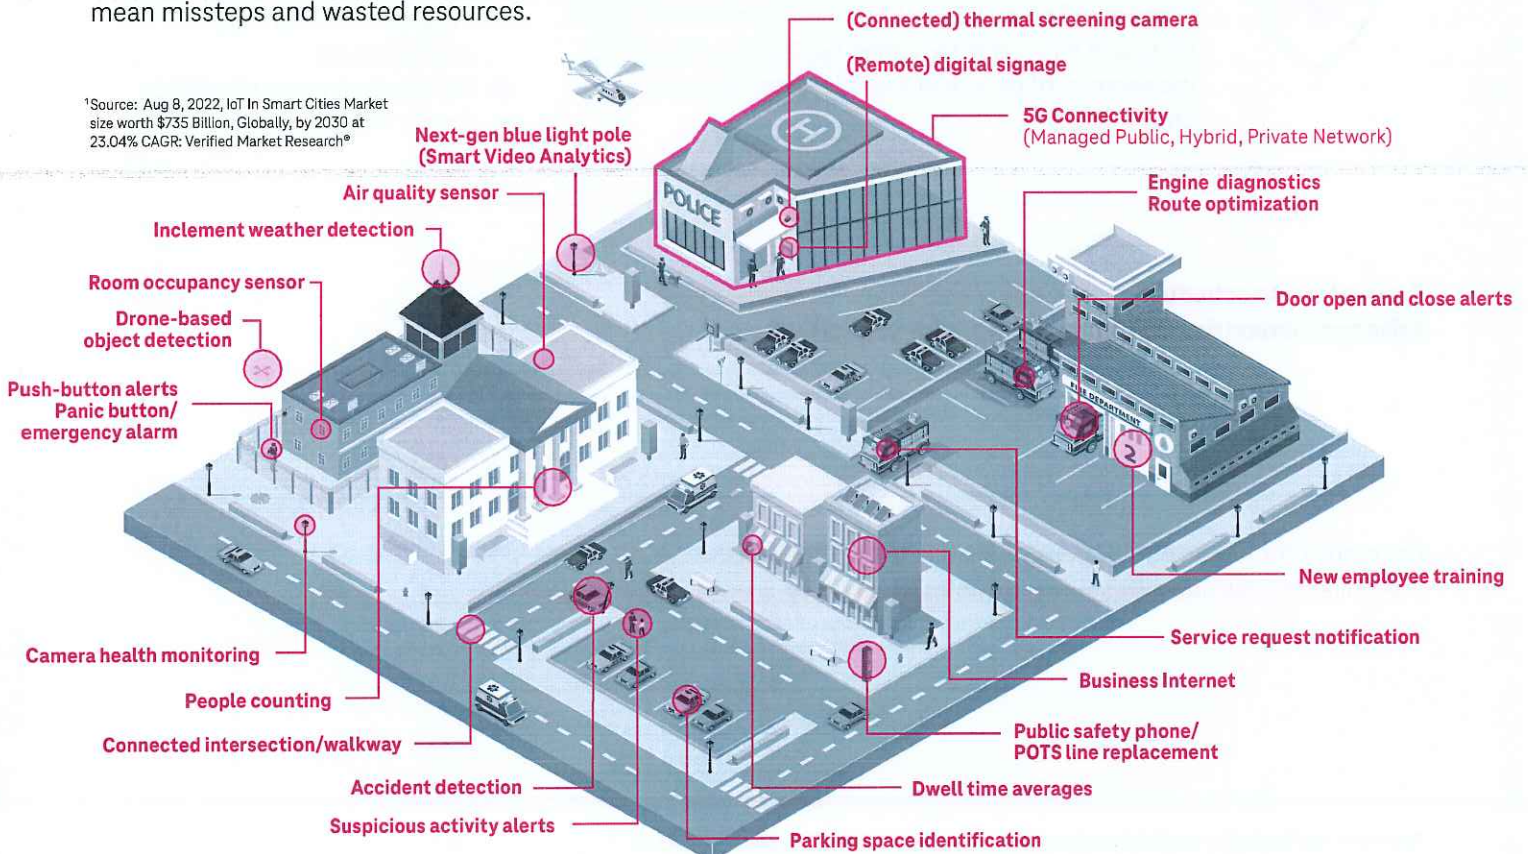 mean missteps and wasted resources.
¹Source: Aug 8, 2022, IoT In Smart Cities Market
size worth $735 Billion, Globally, by 2030 at
23.04% CAGR: Verified Market Research®
(Connected) thermal screening camera
(Remote) digital signage
5G Connectivity
(Managed Public, Hybrid, Private Network)
Next-gen blue light pole
(Smart Video Analytics)
Air quality sensor
Engine diagnostics
Route optimization
Inclement weather detection
Room occupancy sensor
Drone-based
object detection
Door open and close alerts
Push-button alerts
Panic button/
emergency alarm
H
POLICE
FIRE DEPARTMENT
2
New employee training
Service request notification
Camera health monitoring
People counting
Business Internet
Connected intersection/walkway
Public safety phone/
POTS line replacement
Accident detection
Dwell time averages
Suspicious activity alerts
Parking space identification